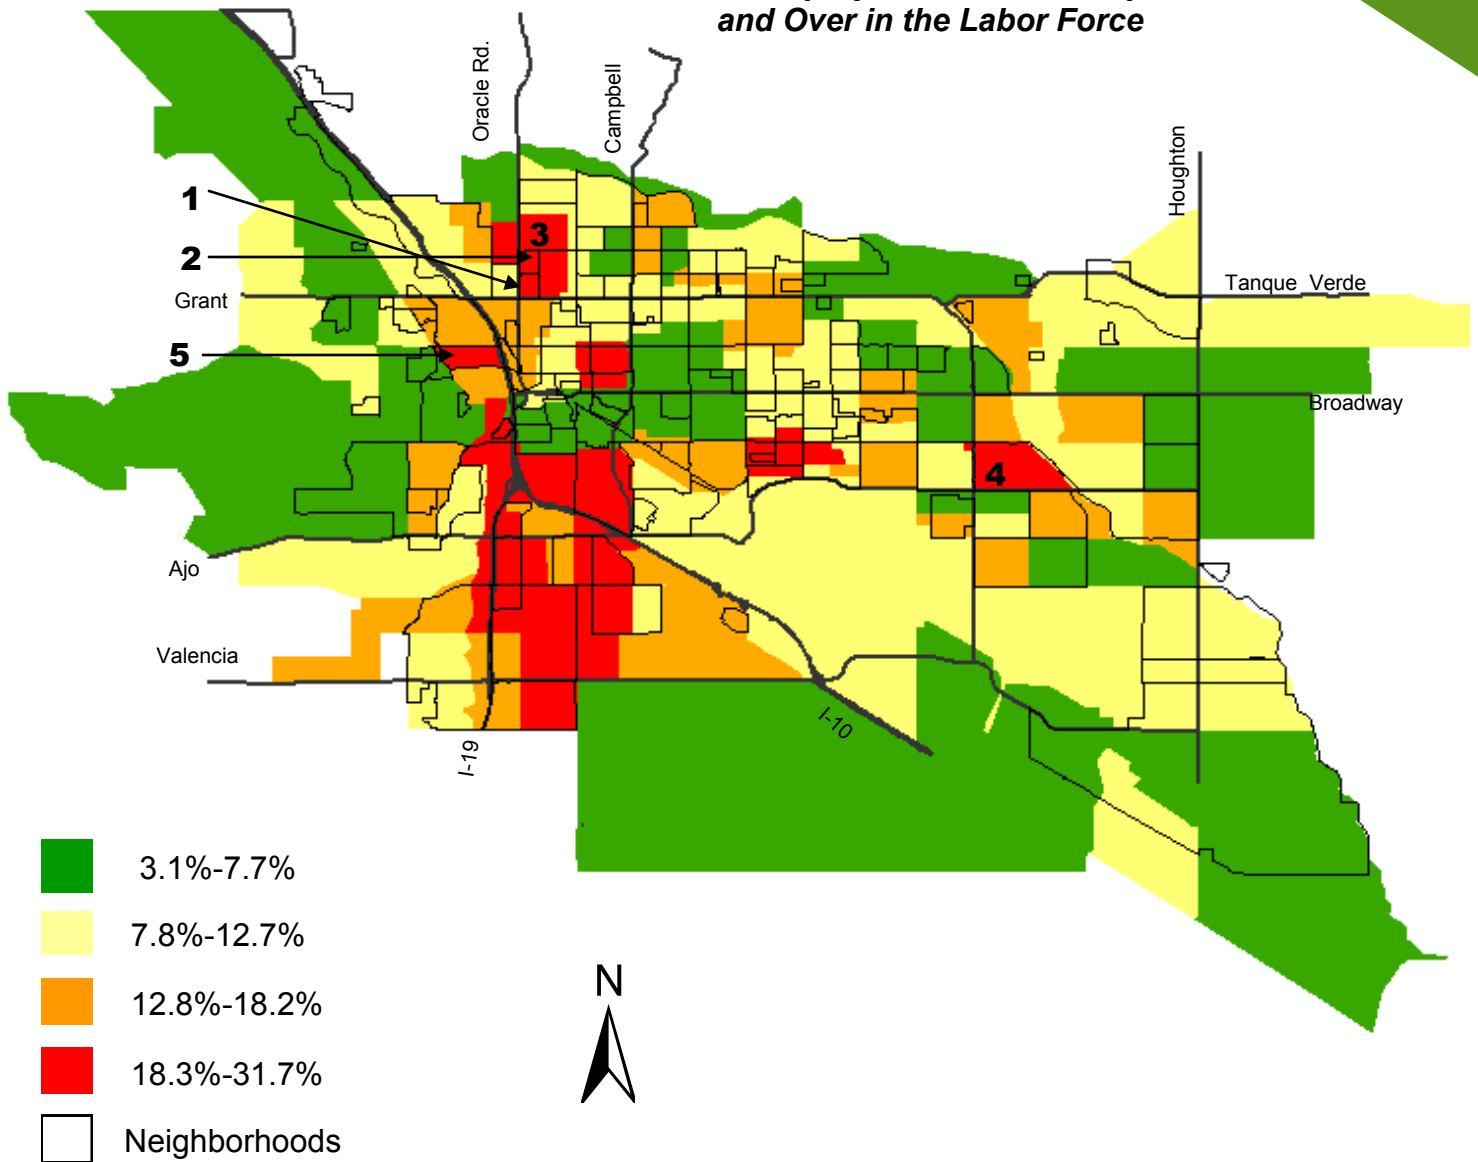 and Over in the Labor Force
Oracle Rd.
Campbell
Houghton
1
2
3
Grant
Tanque Verde
5
Broadway
4
Ajo
Valencia
I-19
I-10
3.1%-7.7%
7.8%-12.7%
12.8%-18.2%
18.3%-31.7%
N
Neighborhoods